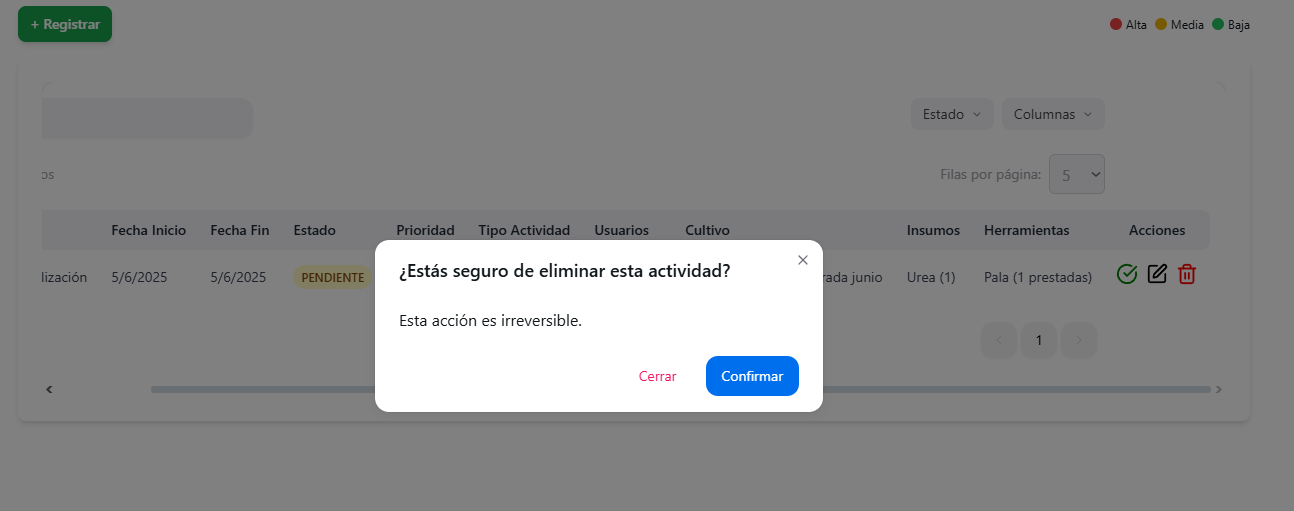 + Registrar
Alta Media Baja
Estado Columnas
os Filas por página: 5
Fecha Inicio Fecha Fin Estado Prioridad Tipo Actividad Usuarios Cultivo Insumos Herramientas Acciones
lización 5/6/2025 5/6/2025 PENDIENTE rada junio Urea (1) Pala (1 prestadas)
¿Estás seguro de eliminar esta actividad?
Esta acción es irreversible.
1
Cerrar Confirmar